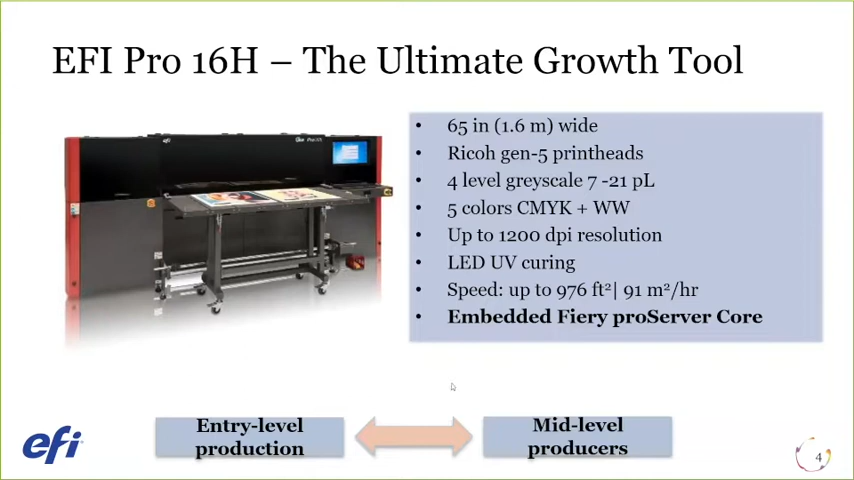 EFI Pro 16H – The Ultimate Growth Tool
• 65 in (1.6 m) wide
• Ricoh gen-5 printheads
• 4 level greyscale 7 -21 pL
• 5 colors CMYK + WW
• Up to 1200 dpi resolution
• LED UV curing
• Speed: up to 976 ft²| 91 m²/hr
• Embedded Fiery proServer Core
Entry-level
production
Mid-level
producers
efi
4